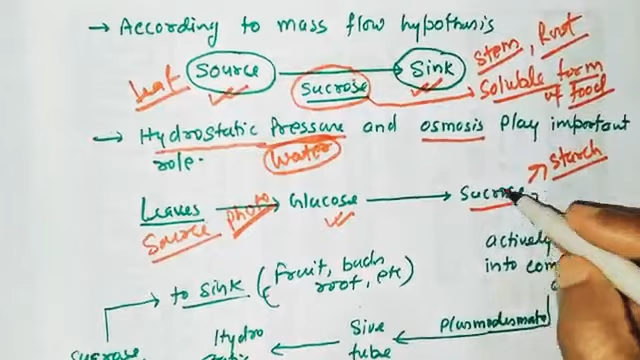 → According to mass flow hypothesis
Leaf Source → Sink stem, Root
Sucrose Soluble form of Food
→ Hydrostatic Pressure and osmosis Play important
role. Water
Leaves → Glucose → Sucrose starch
Source photo
actively
into
to Sink (Fruit, buds
root, etc)
Hydro Sive tube Plasmodesmata
Sucrose